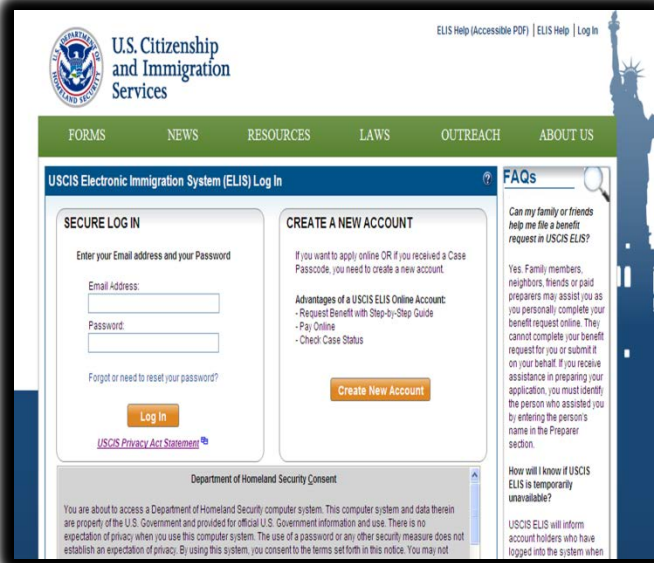 ELIS Help (Accessible PDF) | ELIS Help | Log In
U.S. DEPARTMENT OF HOMELAND SECURITY
U.S. Citizenship
and Immigration
Services
FORMS NEWS RESOURCES LAWS OUTREACH ABOUT US
USCIS Electronic Immigration System (ELIS) Log In
?
SECURE LOG IN
Enter your Email address and your Password
Email Address:
Password:
Forgot or need to reset your password?
Log In
USCIS Privacy Act Statement
CREATE A NEW ACCOUNT
If you want to apply online OR if you received a Case
Passcode, you need to create a new account.
Advantages of a USCIS ELIS Online Account:
- Request Benefit with Step-by-Step Guide
- Pay Online
- Check Case Status
Create New Account
Department of Homeland Security Consent
You are about to access a Department of Homeland Security computer system. This computer system and data therein
are property of the U.S. Government and provided for official U.S. Government information and use. There is no
expectation of privacy when you use this computer system. The use of a password or any other security measure does not
establish an expectation of privacy. By using this system, you consent to the terms set forth in this notice. You may not
FAQs
Can my family or friends
help me file a benefit
request in USCIS ELIS?
Yes. Family members,
neighbors, friends or paid
preparers may assist you as
you personally complete your
benefit request online. They
cannot complete your benefit
request for you or submit it
on your behalf. If you receive
assistance in preparing your
application, you must identify
the person who assisted you
by entering the person's
name in the Preparer
section.
How will I know if USCIS
ELIS is temporarily
unavailable?
USCIS ELIS will inform
account holders who have
logged into the system when